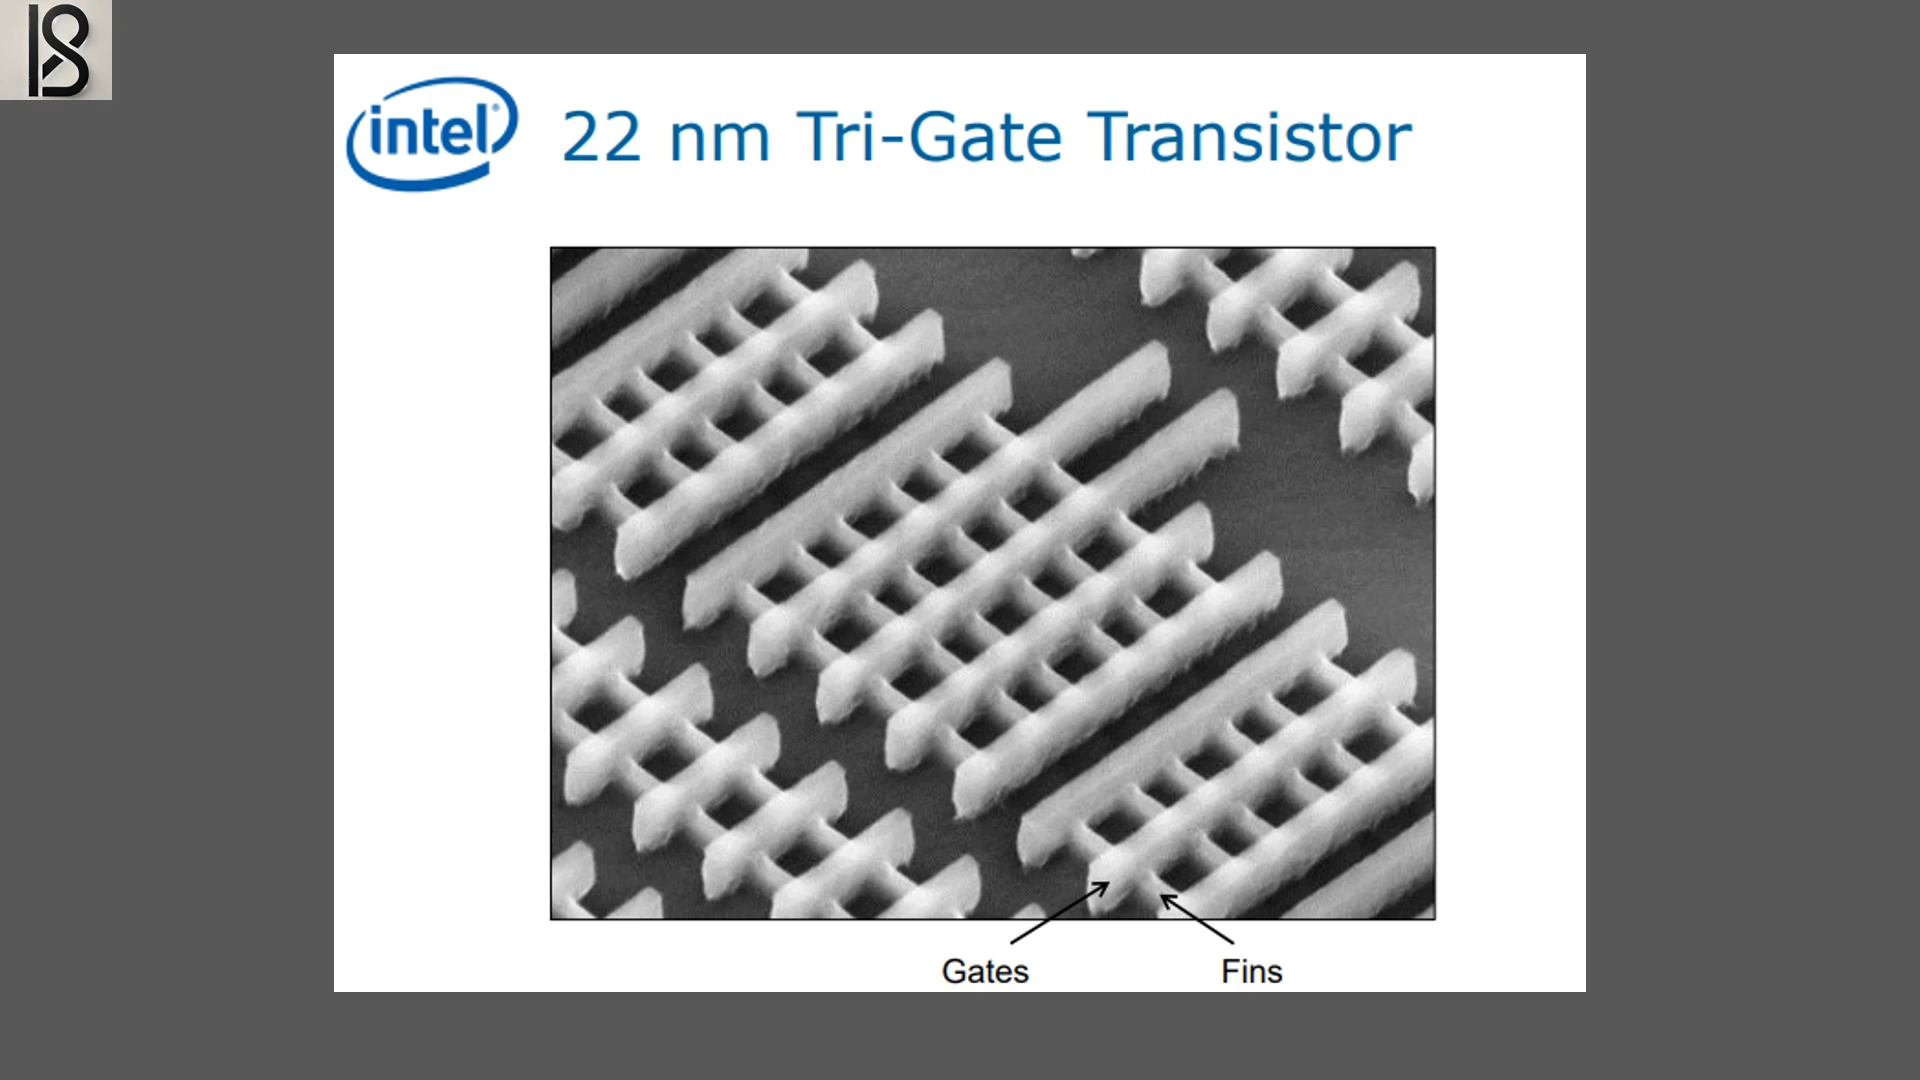 intel®
22 nm Tri-Gate Transistor
Gates
Fins